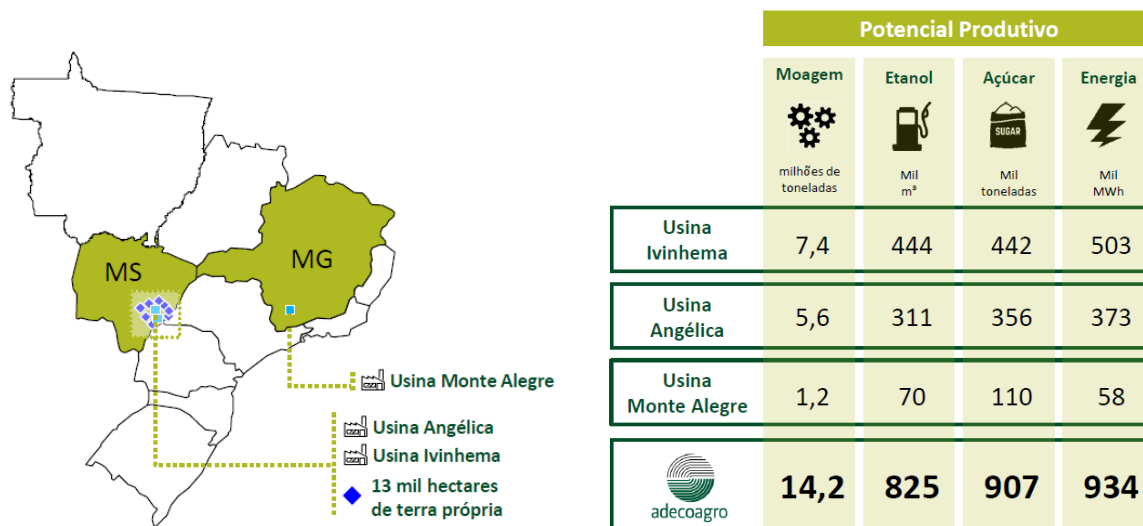 MS
MG
Usina Monte Alegre
Usina Angélica
Usina Ivinhema
13 mil hectares
de terra própria
Potencial Produtivo
Moagem Etanol Açúcar Energia
SUGAR
milhões de
toneladas
Mil
m³
Mil
toneladas
Mil
MWh
Usina
Ivinhema
7,4 444 442 503
Usina
Angélica
5,6 311 356 373
Usina
Monte Alegre
1,2 70 110 58
adecoagro
14,2 825 907 934